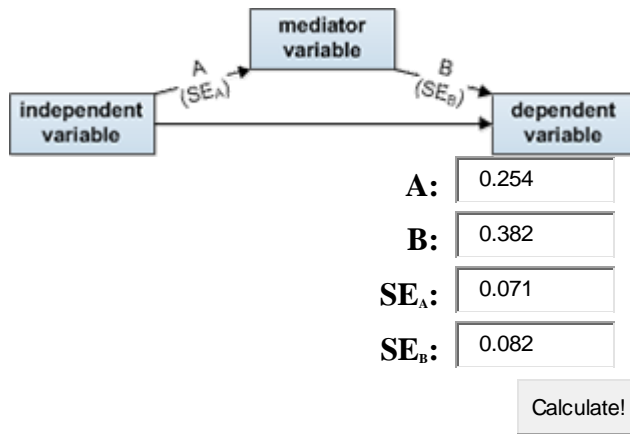 mediator
variable
A
(SEA)
B
(SEB)
independent
variable
dependent
variable
A: 0.254
B: 0.382
SEA: 0.071
SEB: 0.082
Calculate!